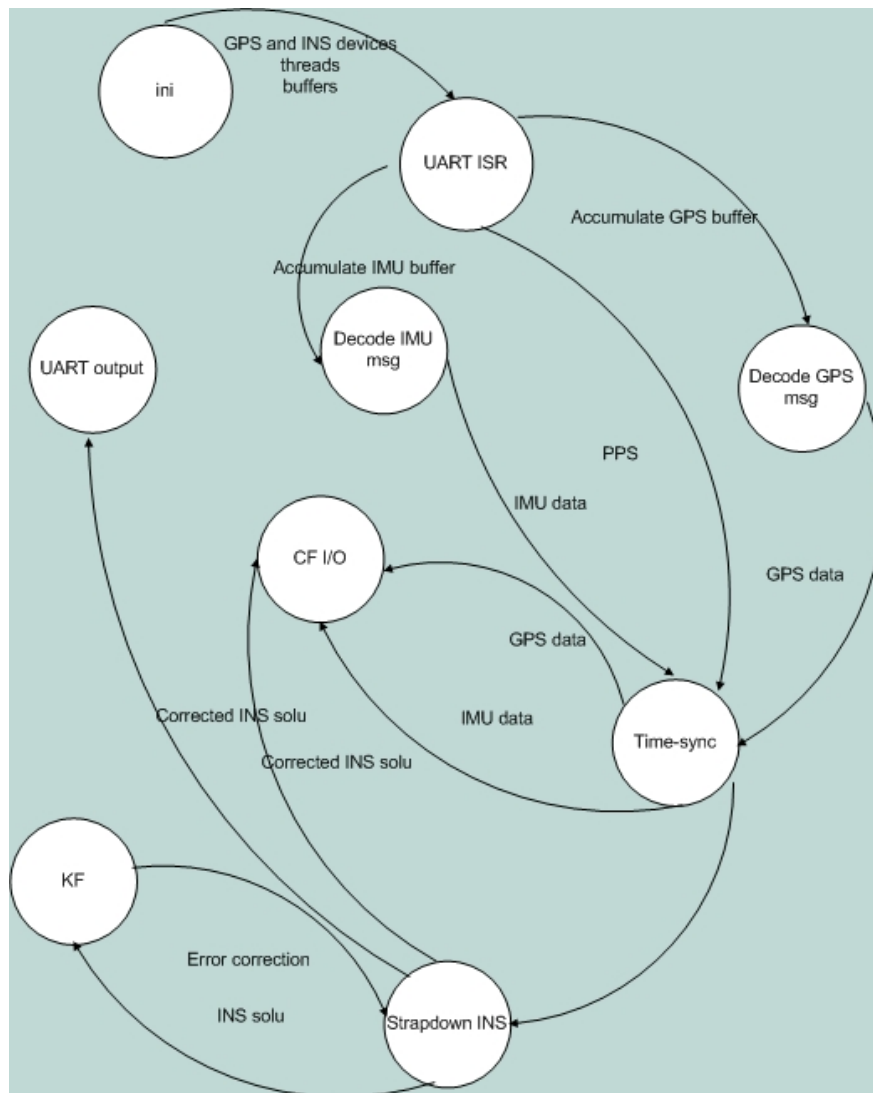 GPS and INS devices
threads
buffers
ini
UART ISR
Accumulate GPS buffer
Accumulate IMU buffer
Decode IMU
msg
UART output
Decode GPS
msg
PPS
IMU data
CF I/O
GPS data
GPS data
IMU data
Corrected INS solu
Time-sync
Corrected INS solu
KF
Error correction
INS solu
Strapdown INS